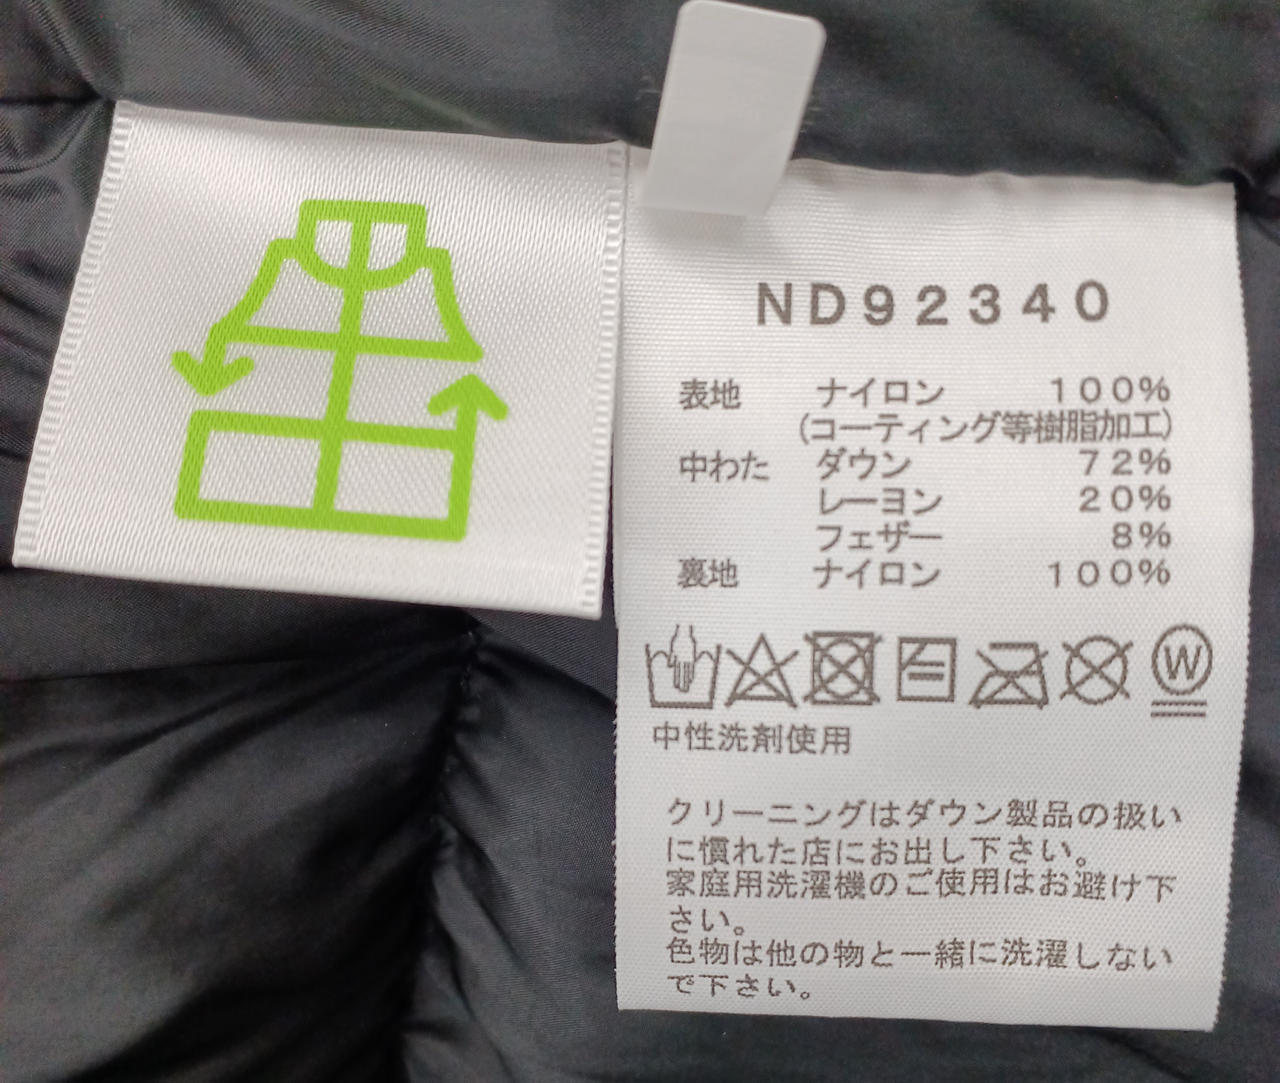 ND92340
表地 ナイロン 100%
(コーティング等樹脂加工)
中わた ダウン 72%
レーヨン 20%
フェザー 8%
裏地 ナイロン 100%
W
中性洗剤使用
クリーニングはダウン製品の扱い
に慣れた店にお出し下さい。
家庭用洗濯機のご使用はお避け下
さい。
色物は他の物と一緒に洗濯しない
で下さい。